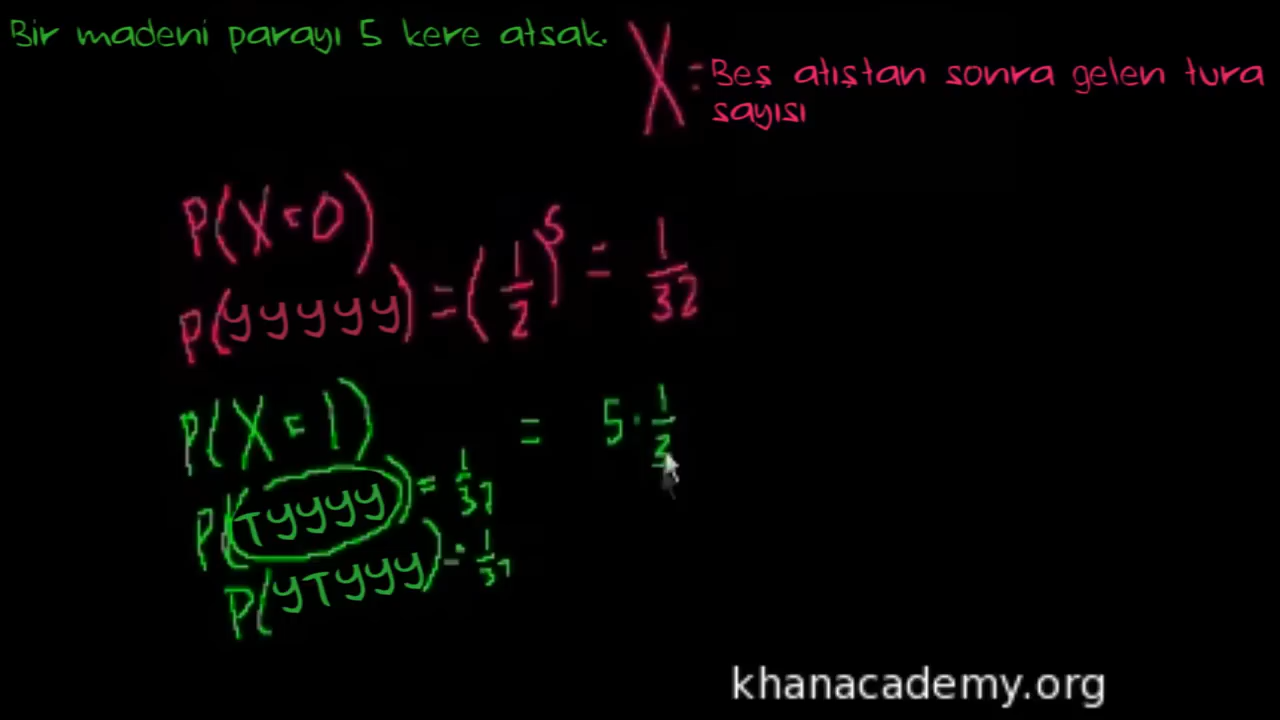 Bir madeni parayı 5 kere atsak.
X = Beş atıştan sonra gelen tura
sayısı
P(X=0)
P(yyyyy) = (1/2)^5 = 1/32
P(X=1) = 5 · 1/2
P(Tyyyy) = 1/32
P(yTyyy) = 1/32
khanacademy.org